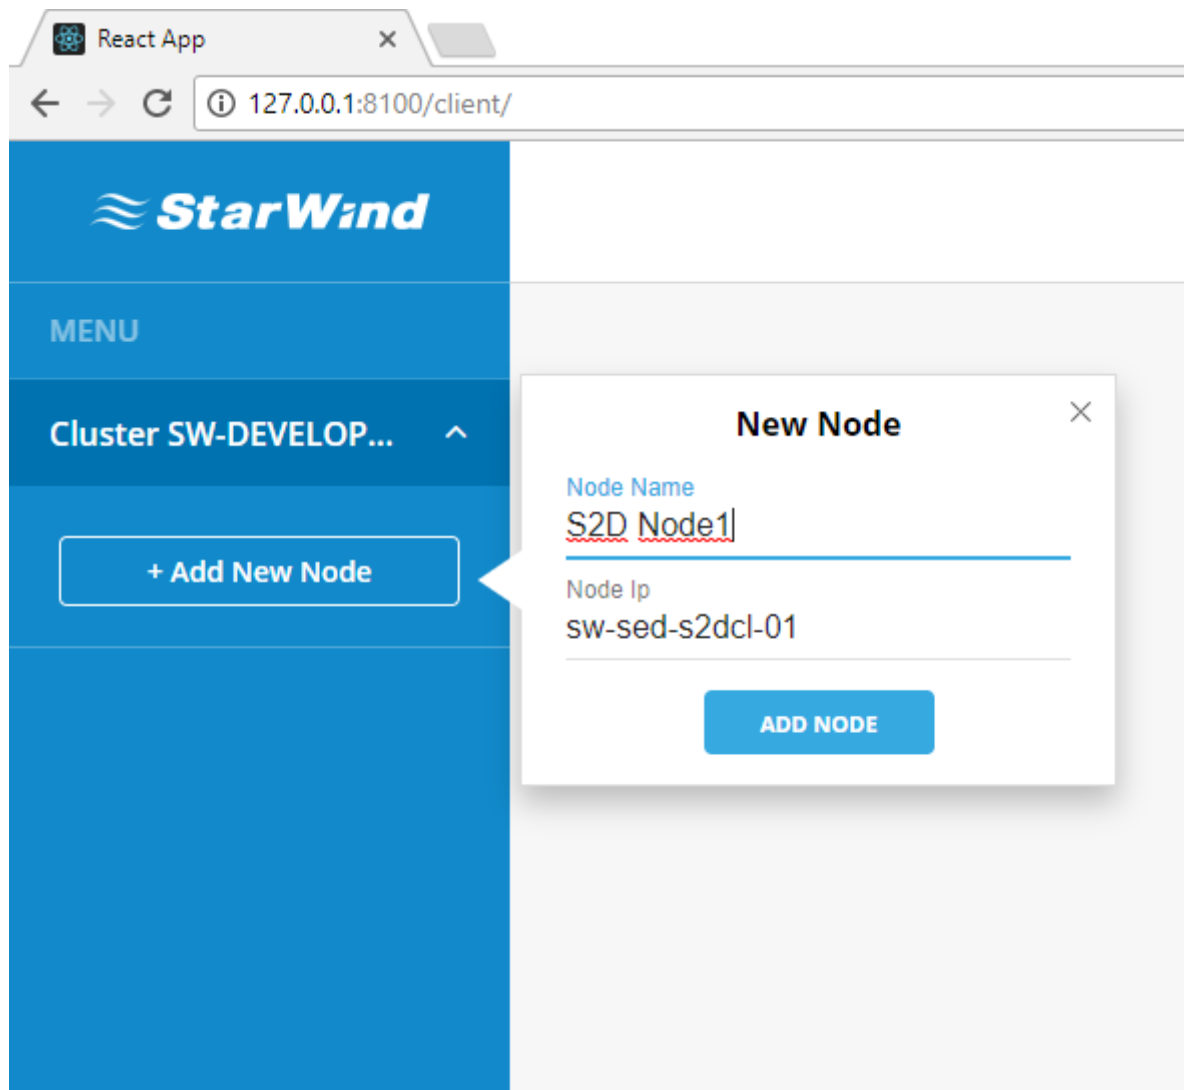 React App
127.0.0.1:8100/client/
StarWind
MENU
Cluster SW-DEVELOP...
+ Add New Node
New Node
Node Name
S2D Node1
Node Ip
sw-sed-s2dcl-01
ADD NODE